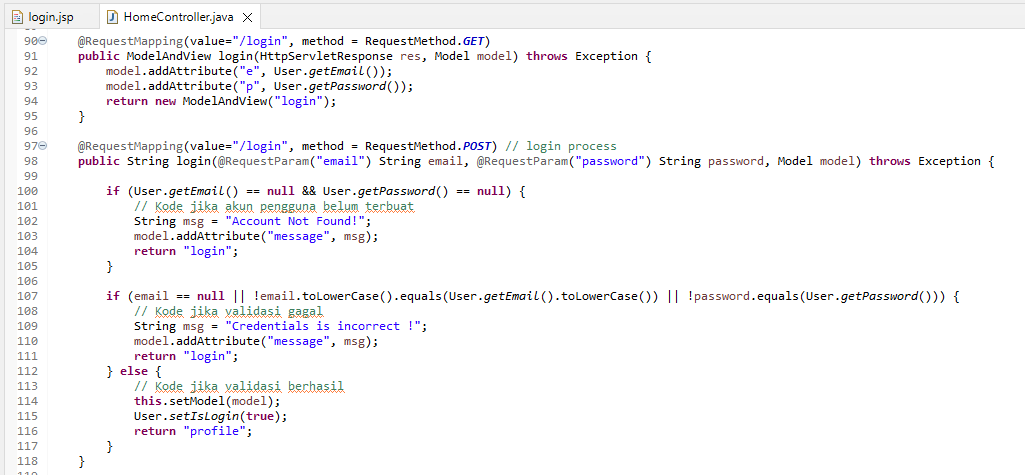 login.jsp HomeController.java
90 @RequestMapping(value="/login", method = RequestMethod.GET)
91 public ModelAndView login(HttpServletResponse res, Model model) throws Exception {
92 model.addAttribute("e", User.getEmail());
93 model.addAttribute("p", User.getPassword());
94 return new ModelAndView("login");
95 }
96
97 @RequestMapping(value="/login", method = RequestMethod.POST) // login process
98 public String login(@RequestParam("email") String email, @RequestParam("password") String password, Model model) throws Exception {
99
100 if (User.getEmail() == null && User.getPassword() == null) {
101 // Kode jika akun pengguna belum terbuat
102 String msg = "Account Not Found!";
103 model.addAttribute("message", msg);
104 return "login";
105 }
106
107 if (email == null || !email.toLowerCase().equals(User.getEmail().toLowerCase()) || !password.equals(User.getPassword())) {
108 // Kode jika validasi gagal
109 String msg = "Credentials is incorrect !";
110 model.addAttribute("message", msg);
111 return "login";
112 } else {
113 // Kode jika validasi berhasil
114 this.setModel(model);
115 User.setIsLogin(true);
116 return "profile";
117 }
118 }